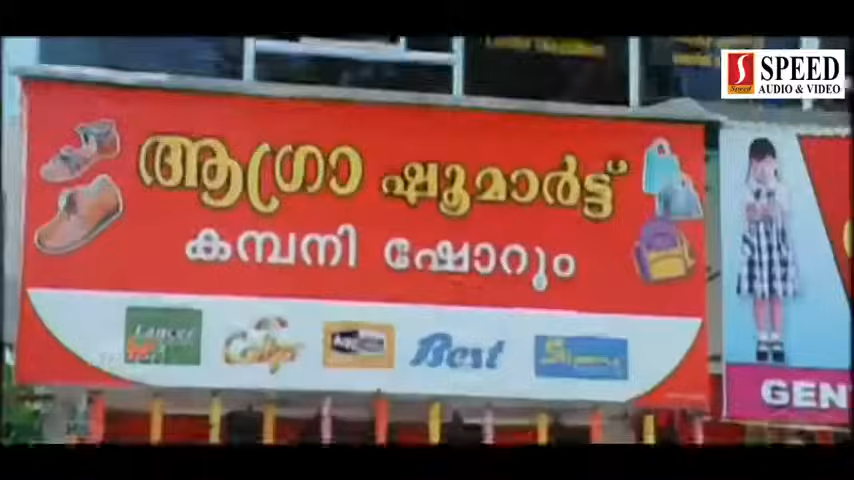 SPEED
AUDIO & VIDEO
ആഗ്രാ ഷൂമാർട്ട്
കമ്പനി ഷോറൂം
Lancer
Best
GEN